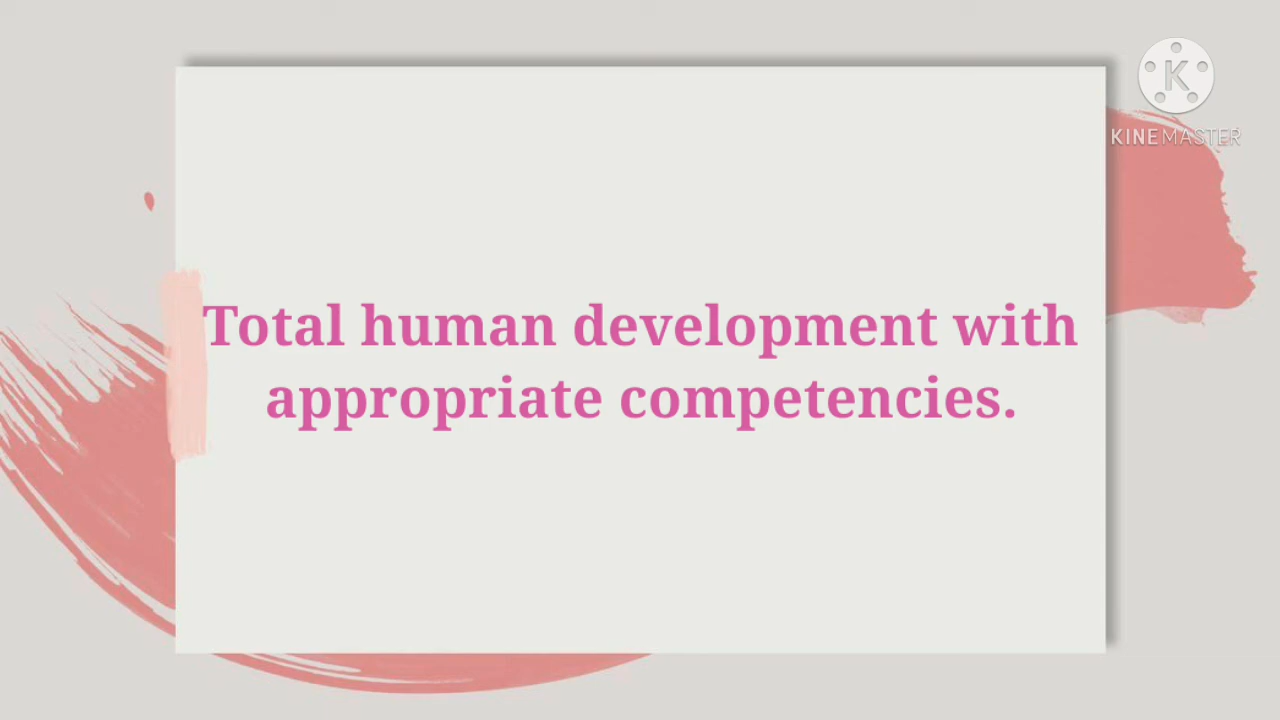 KINEMASTER
Total human development with
appropriate competencies.